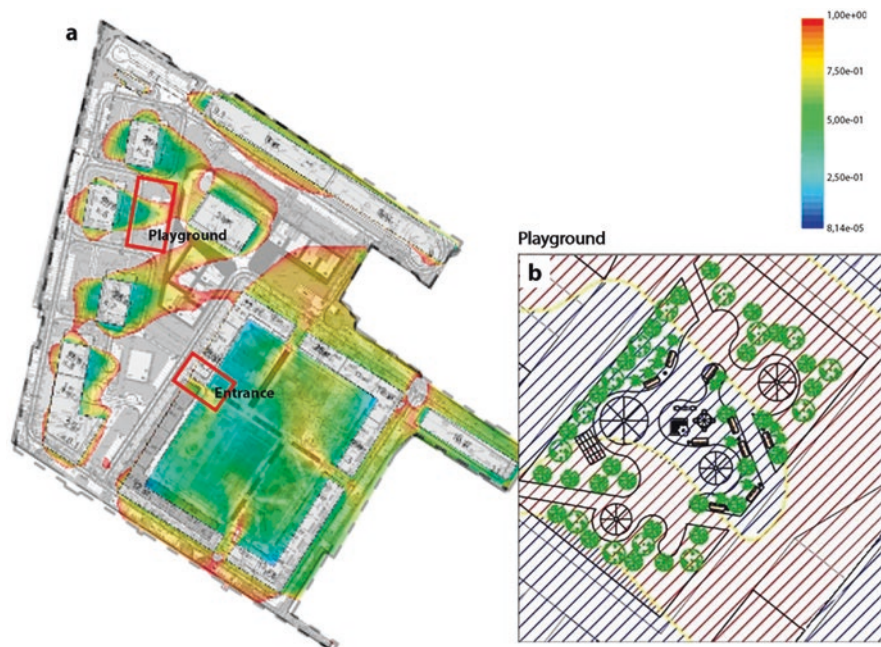 a
1,00e+00
7,50e-01
5,00e-01
2,50e-01
8,14e-05
Playground
Entrance
Playground
b